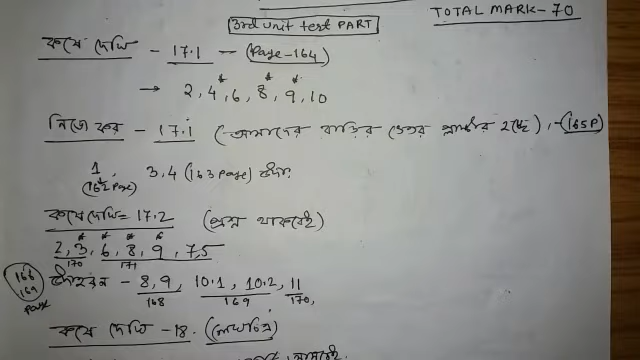 TOTAL MARK-70
3rd unit test PART
কষে দেখি - 17.1 - (Page-164)
→ 2, 4*, 6, 8*, 9*, 10
নিজে কর - 17.1 (আমাদের বাড়ির ভেতর প্লাস্টার হচ্ছে), -(165P)
1, 3,4 (163 page) উদাঃ
(162 page)
কষে দেখি= 17.2 (প্রশ্ন থাকবেই)
2, 3*, 6*, 8*, 9*, 7,5
170 171
168
169
page
উদাহরন - 8,9, 10.1, 10.2, 11
168 169 170,
কষে দেখি -18. (লেখচিত্র)